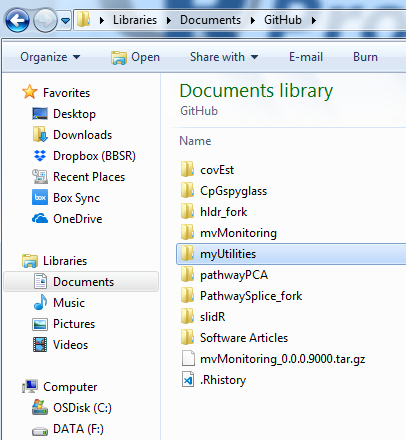 Libraries Documents GitHub
Organize Open Share with E-mail Burn
Favorites
Desktop
Downloads
Dropbox (BBSR)
Recent Places
Box Sync
OneDrive
Libraries
Documents
Music
Pictures
Videos
Computer
OSDisk (C:)
DATA (F:)
Documents library
GitHub
Name
covEst
CpGspyglass
hldr_fork
mvMonitoring
myUtilities
pathwayPCA
PathwaySplice_fork
slidR
Software Articles
mvMonitoring_0.0.0.9000.tar.gz
.Rhistory